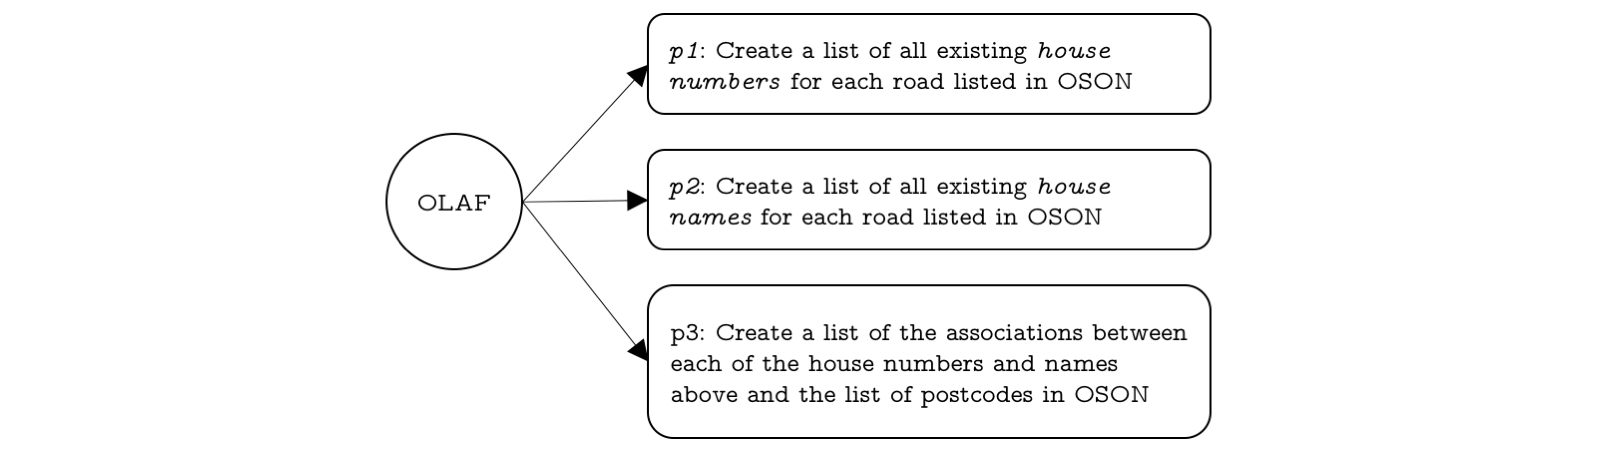 OLAF
p1: Create a list of all existing house
numbers for each road listed in OSON
p2: Create a list of all existing house
names for each road listed in OSON
p3: Create a list of the associations between
each of the house numbers and names
above and the list of postcodes in OSON